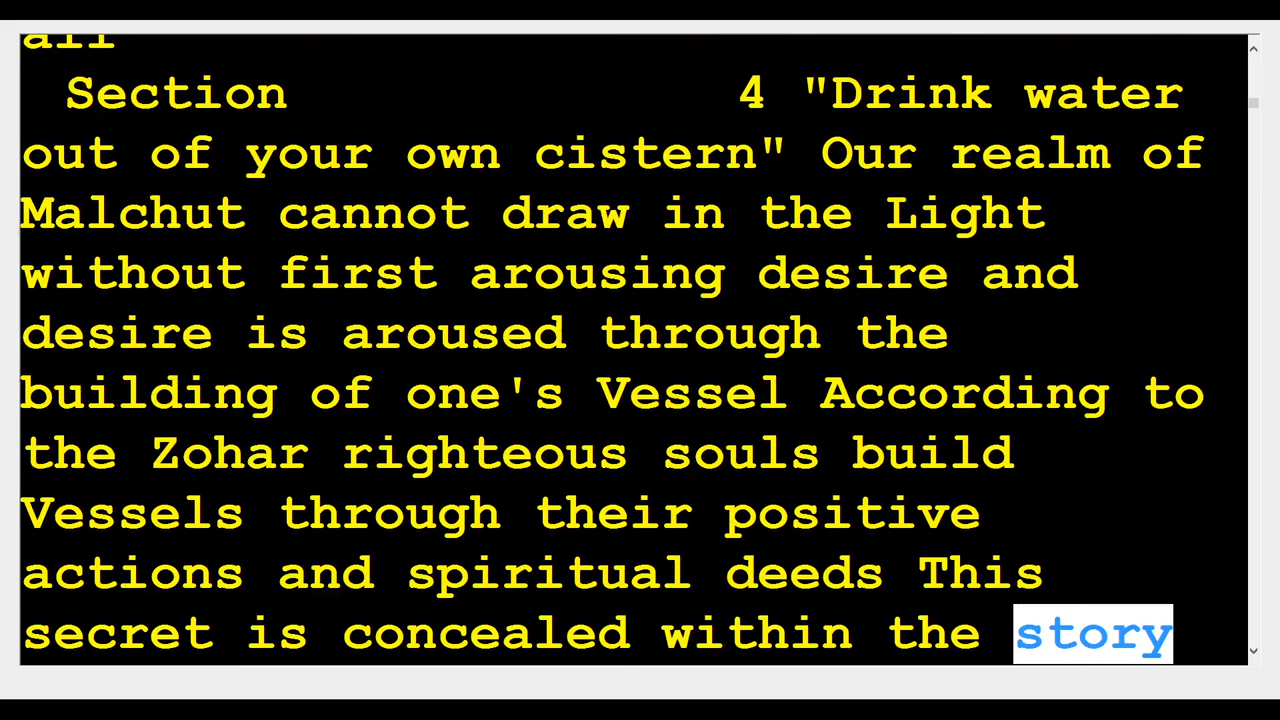 all
Section 4 "Drink water
out of your own cistern" Our realm of
Malchut cannot draw in the Light
without first arousing desire and
desire is aroused through the
building of one's Vessel According to
the Zohar righteous souls build
Vessels through their positive
actions and spiritual deeds This
secret is concealed within the story